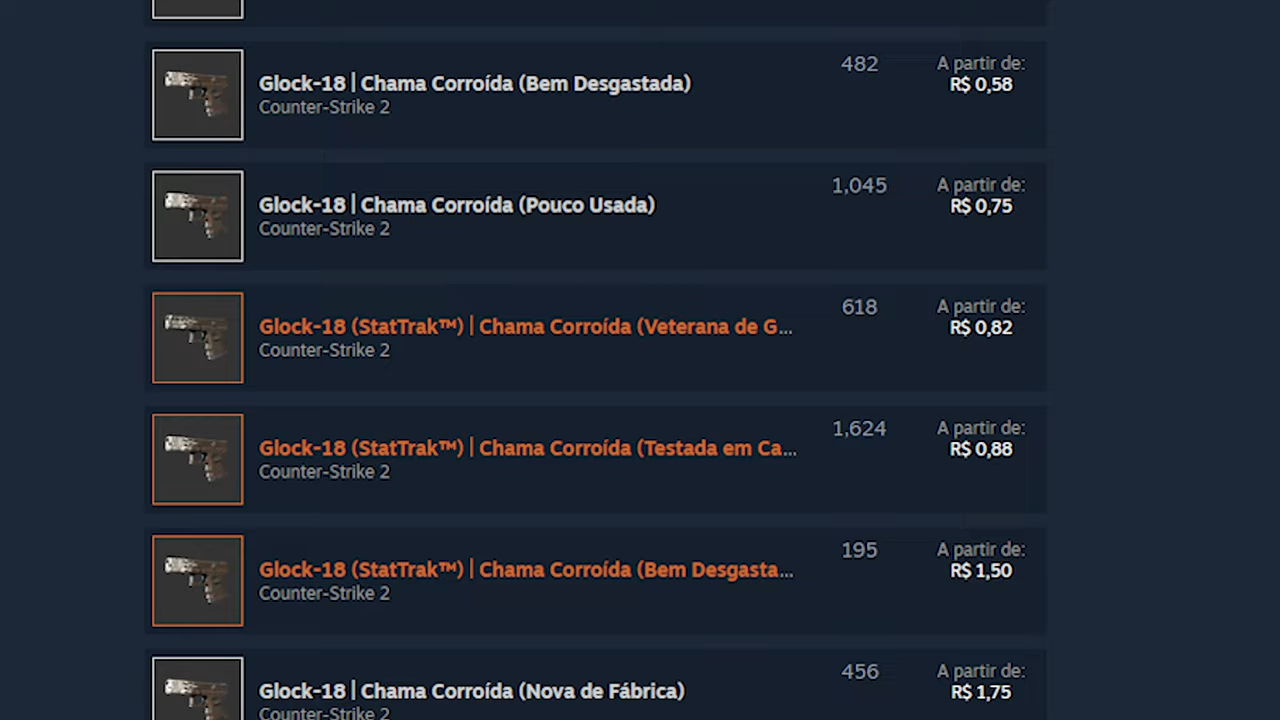 Glock-18 | Chama Corroída (Bem Desgastada)
Counter-Strike 2
482
A partir de:
R$ 0,58
Glock-18 | Chama Corroída (Pouco Usada)
Counter-Strike 2
1,045
A partir de:
R$ 0,75
Glock-18 (StatTrak™) | Chama Corroída (Veterana de G...
Counter-Strike 2
618
A partir de:
R$ 0,82
Glock-18 (StatTrak™) | Chama Corroída (Testada em Ca...
Counter-Strike 2
1,624
A partir de:
R$ 0,88
Glock-18 (StatTrak™) | Chama Corroída (Bem Desgasta...
Counter-Strike 2
195
A partir de:
R$ 1,50
Glock-18 | Chama Corroída (Nova de Fábrica)
Counter-Strike 2
456
A partir de:
R$ 1,75